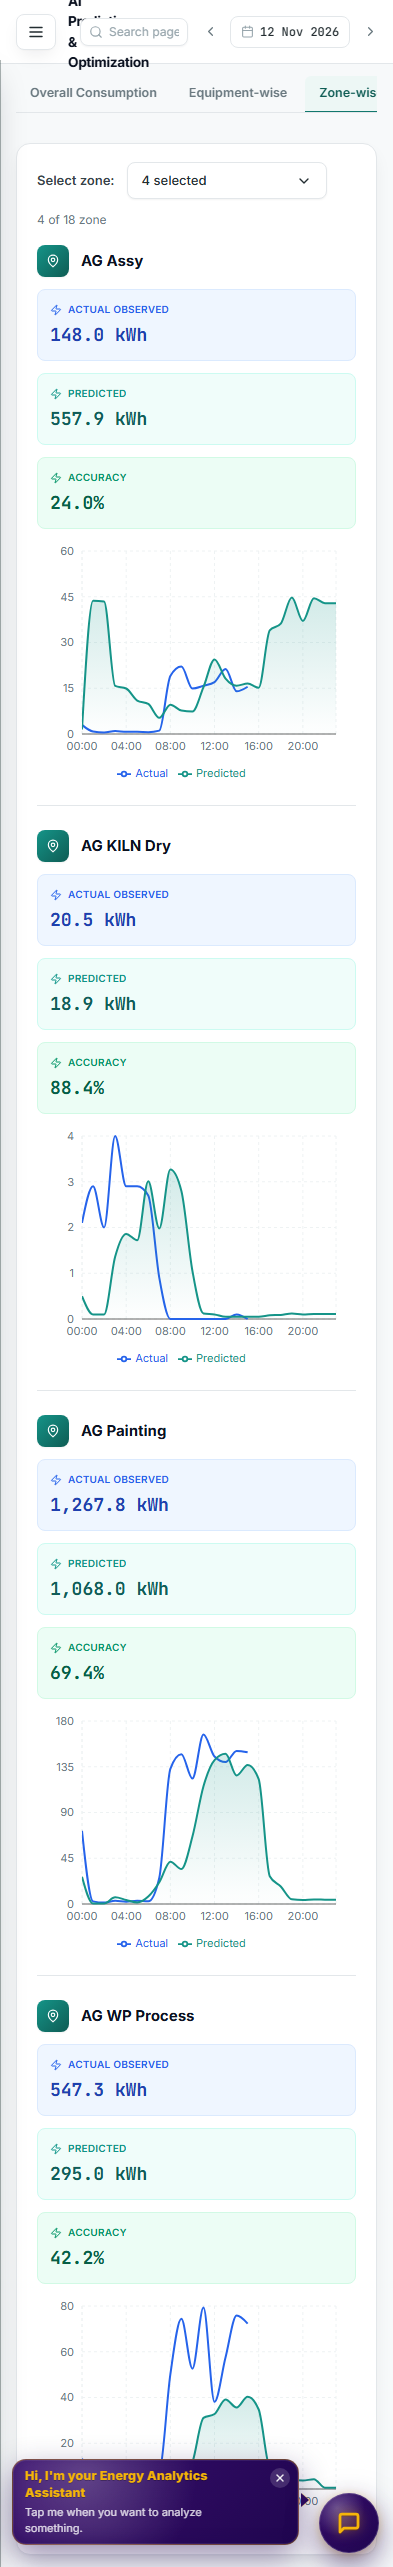 AI
&
Optimization
Search page
12 Nov 2026
Overall Consumption
Equipment-wise
Zone-wis
Select zone:
4 selected
4 of 18 zone
AG Assy
ACTUAL OBSERVED
148.0 kWh
PREDICTED
557.9 kWh
ACCURACY
24.0%
60
45
30
15
0
00:00 04:00 08:00 12:00 16:00 20:00
Actual Predicted
AG KILN Dry
ACTUAL OBSERVED
20.5 kWh
PREDICTED
18.9 kWh
ACCURACY
88.4%
4
3
2
1
0
00:00 04:00 08:00 12:00 16:00 20:00
Actual Predicted
AG Painting
ACTUAL OBSERVED
1,267.8 kWh
PREDICTED
1,068.0 kWh
ACCURACY
69.4%
180
135
90
45
0
00:00 04:00 08:00 12:00 16:00 20:00
Actual Predicted
AG WP Process
ACTUAL OBSERVED
547.3 kWh
PREDICTED
295.0 kWh
ACCURACY
42.2%
80
60
40
20
Hi, I'm your Energy Analytics
Assistant
Tap me when you want to analyze
something.